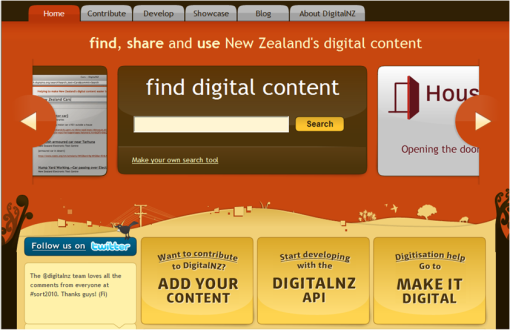 Home
Contribute
Develop
Showcase
Blog
About DigitalNZ
find, share and use New Zealand's digital content
find digital content
Search
Make your own search tool
Hous
Opening the doo
Follow us on twitter
The @digitalnz team loves all the
comments from everyone at
#sort2010. Thanks guys! (FI)
Want to contribute
to DigitalNZ?
ADD YOUR
CONTENT
Start developing
with the
DIGITALNZ
API
Digitisation help
Go to
MAKE IT
DIGITAL